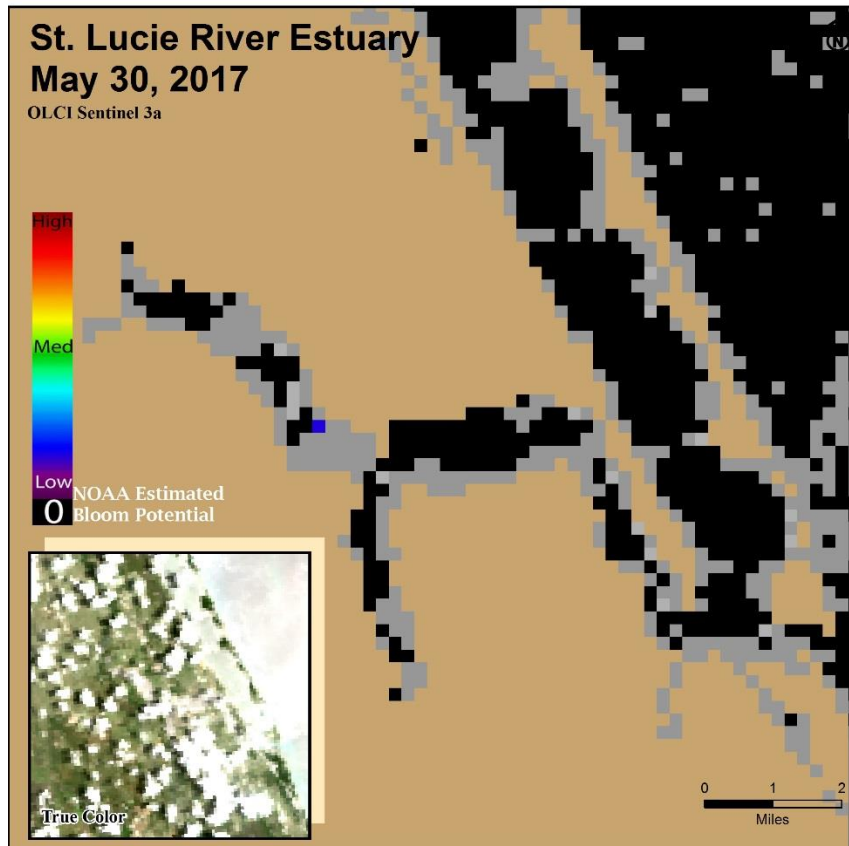 St. Lucie River Estuary
May 30, 2017
OLCI Sentinel 3a
N
High
Med
Low
0
NOAA Estimated
Bloom Potential
True Color
0 1 2
Miles